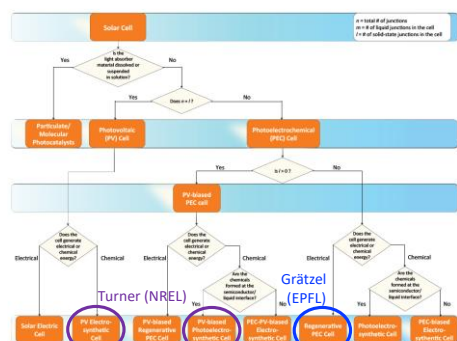 Solar Cell
n = total # of junctions
m = # of liquid junctions in the cell
l = # of solid-state junctions in the cell
Is the
light absorber
material dissolved or
suspended
in solution?
Yes
No
Does n = l ?
Yes
No
Particulate/
Molecular
Photocatalysts
Photovoltaic
(PV) Cell
Photoelectrochemical
(PEC) Cell
Yes
Is l = 0 ?
No
PV-biased
PEC cell
Does the
cell generate
electrical or
chemical
energy?
Electrical
Chemical
Does the
cell generate
electrical or
chemical
energy?
Electrical
Chemical
Does the
cell generate
electrical or
chemical
energy?
Electrical
Chemical
Turner (NREL)
Are the
chemicals
formed at the
semiconductor/
liquid interface?
Yes
No
Grätzel
(EPFL)
Are the
chemicals
formed at the
semiconductor/
liquid interface?
Yes
No
Solar Electric
Cell
PV Electro-
synthetic
Cell
PV-biased
Regenerative
PEC Cell
PV-biased
Photoelectro-
synthetic Cell
PEC-PV-biased
Electro-
synthetic Cell
Regenerative
PEC Cell
Photoelectro-
synthetic Cell
PEC-biased
Electro-
synthetic Cell